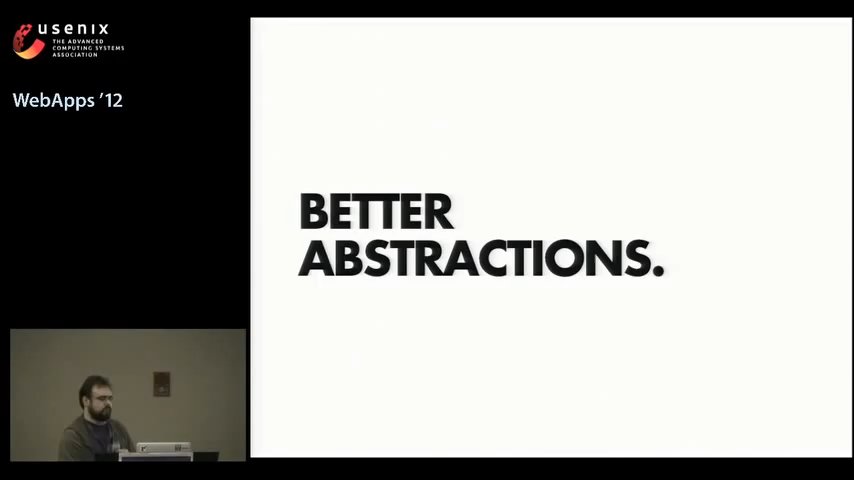 usenix
THE ADVANCED
COMPUTING SYSTEMS
ASSOCIATION
WebApps '12
BETTER
ABSTRACTIONS.